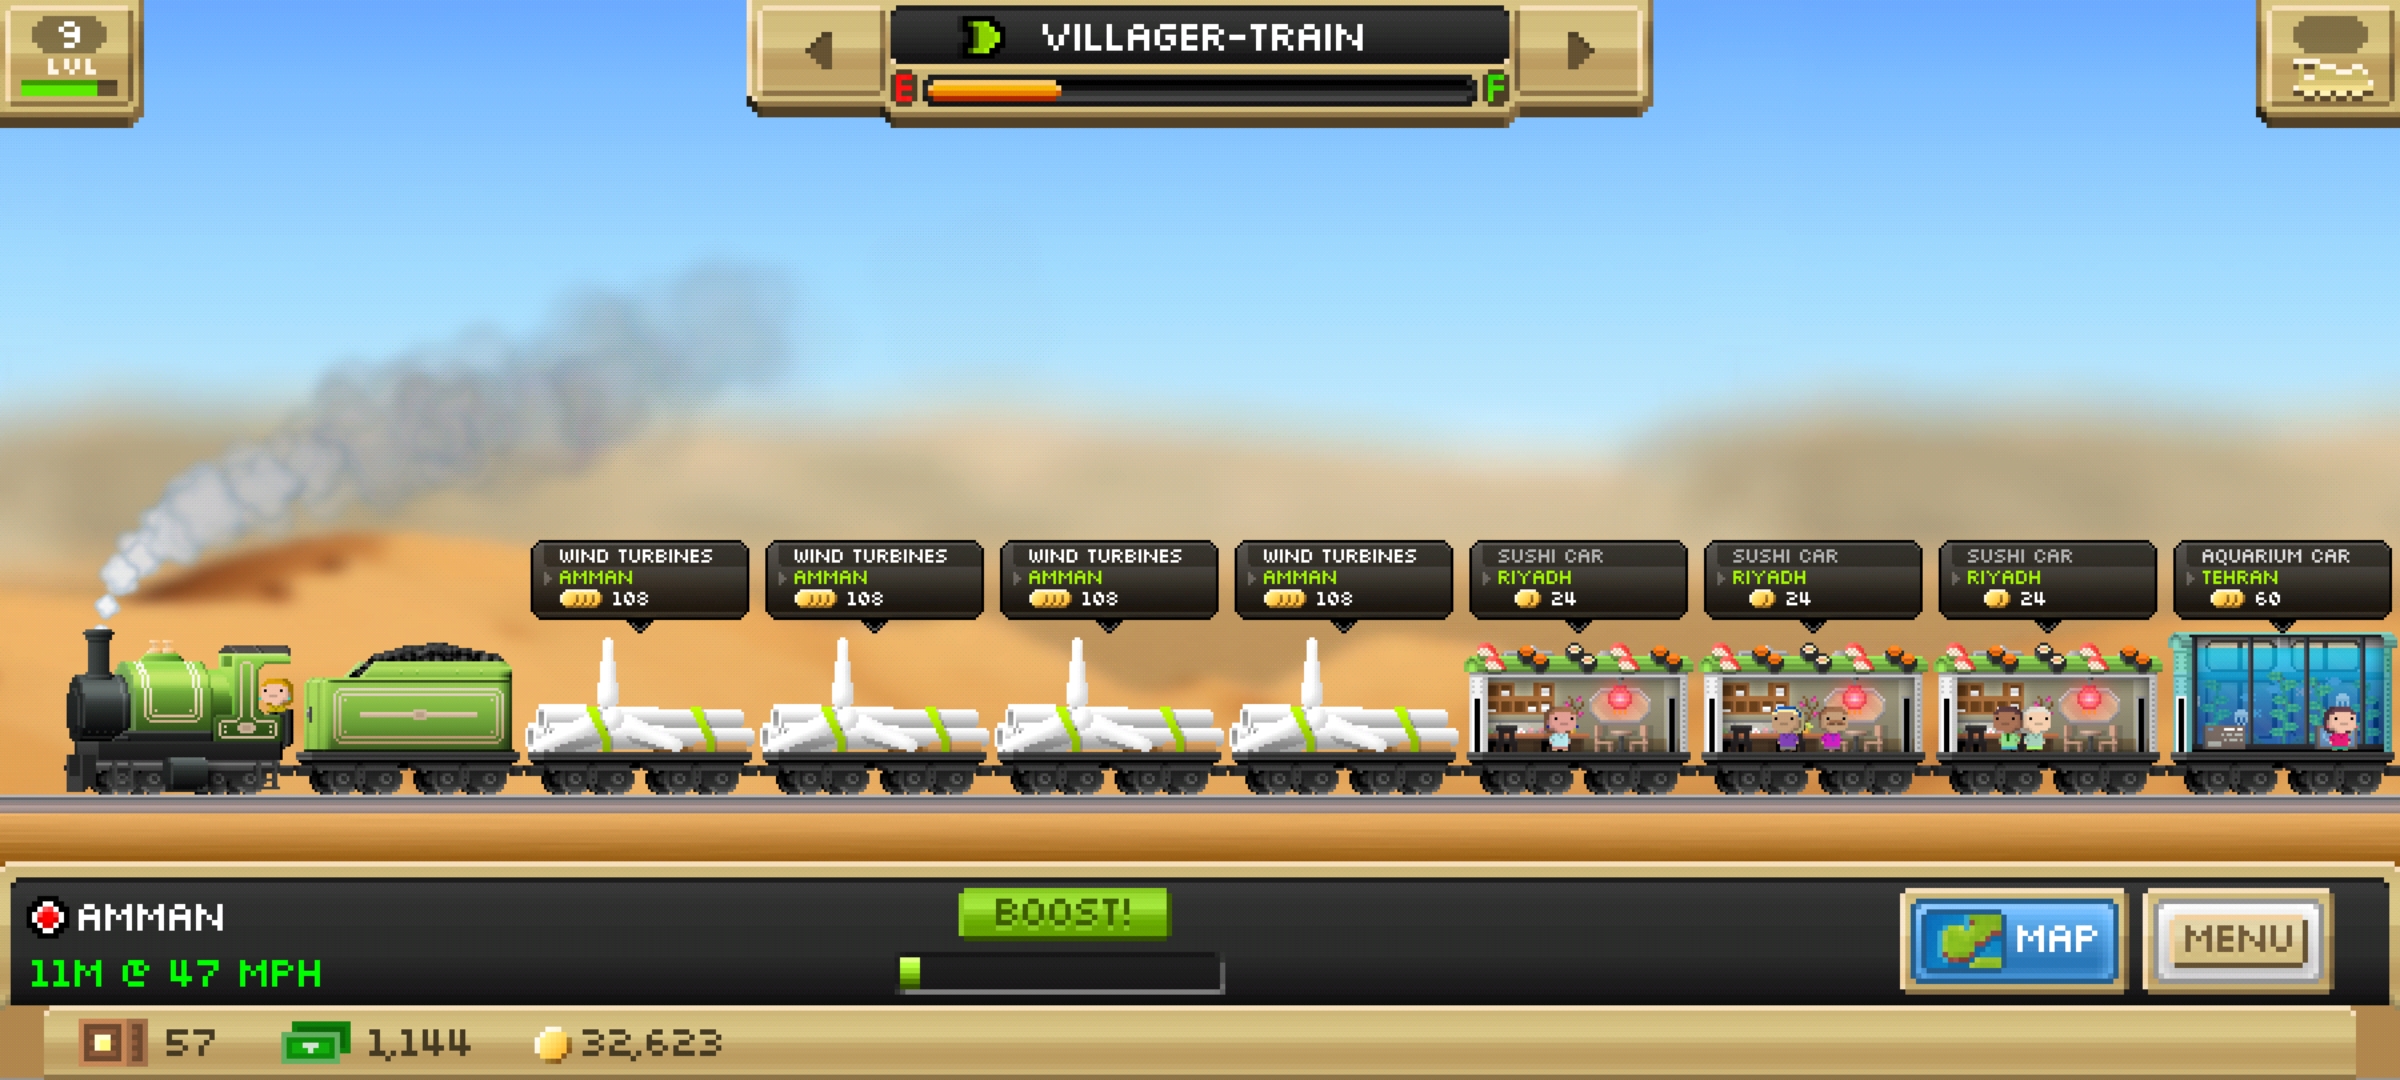 9
LVL
VILLAGER-TRAIN
E F
WIND TURBINES
AMMAN
108
WIND TURBINES
AMMAN
108
WIND TURBINES
AMMAN
108
WIND TURBINES
AMMAN
108
SUSHI CAR
RIYADH
24
SUSHI CAR
RIYADH
24
SUSHI CAR
RIYADH
24
AQUARIUM CAR
TEHRAN
60
AMMAN
11M @ 47 MPH
BOOST!
MAP
MENU
57
1,144
32,623